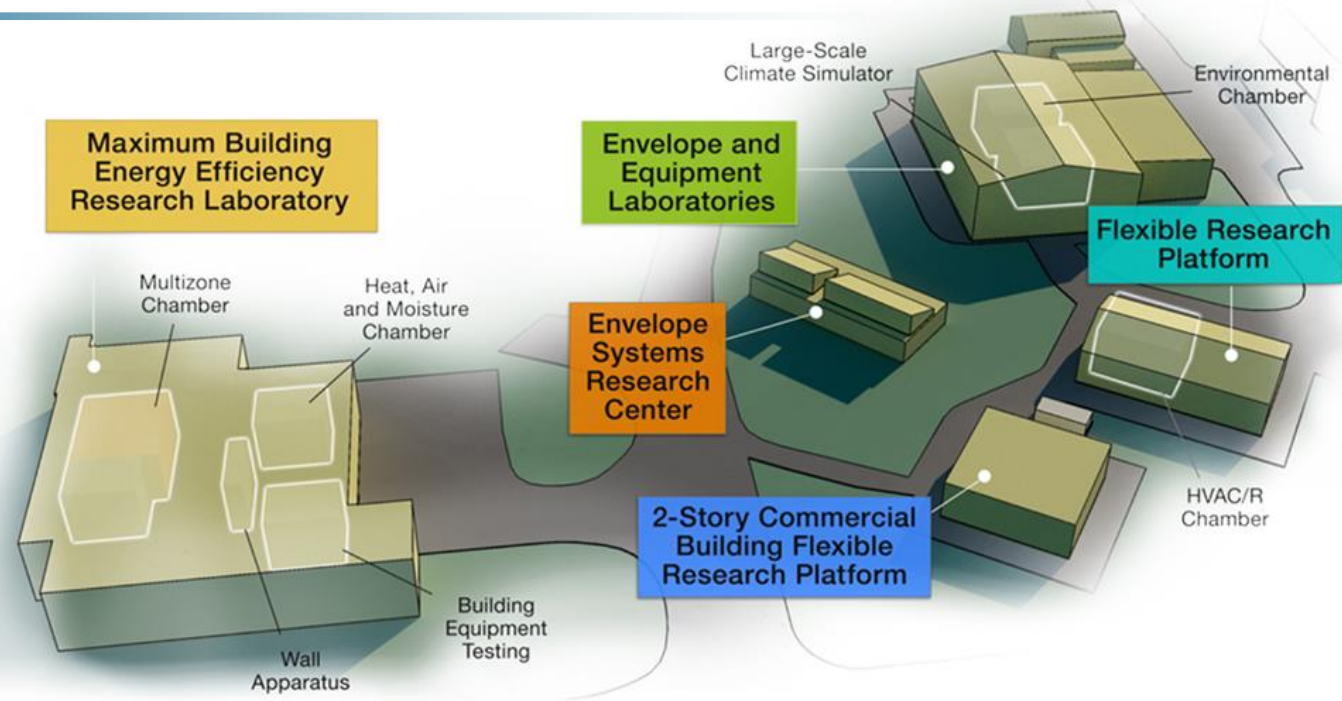 Large-Scale
Climate Simulator
Environmental
Chamber
Maximum Building
Energy Efficiency
Research Laboratory
Envelope and
Equipment
Laboratories
Flexible Research
Platform
Multizone
Chamber
Heat, Air
and Moisture
Chamber
Envelope
Systems
Research
Center
HVAC/R
Chamber
2-Story Commercial
Building Flexible
Research Platform
Building
Equipment
Testing
Wall
Apparatus